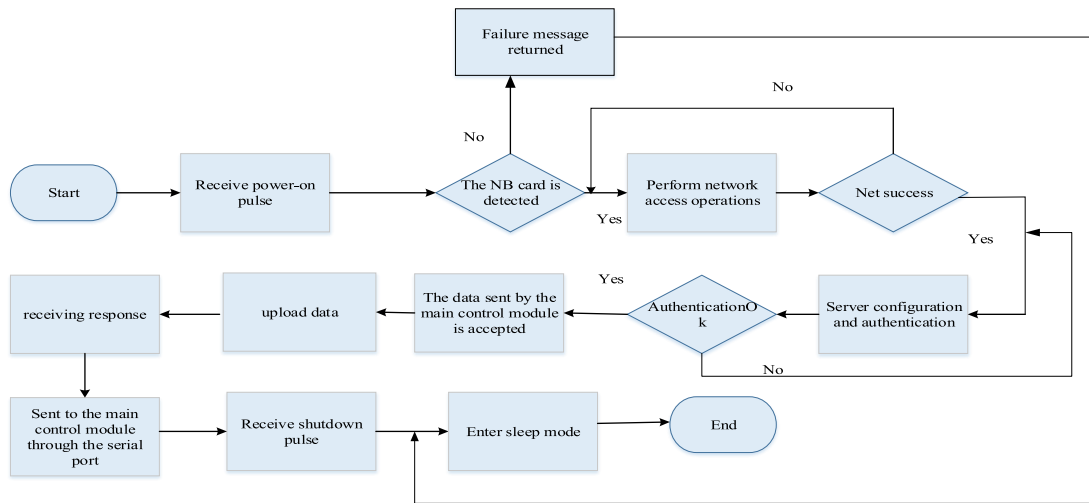 Failure message
returned
No
No
Start
Receive power-on
pulse
The NB card is
detected
Yes
Perform network
access operations
Net success
Yes
receiving response
upload data
The data sent by the
main control module
is accepted
Yes
AuthenticationO
k
Server configuration
and authentication
No
Sent to the main
control module
through the serial
port
Receive shutdown
pulse
Enter sleep mode
End